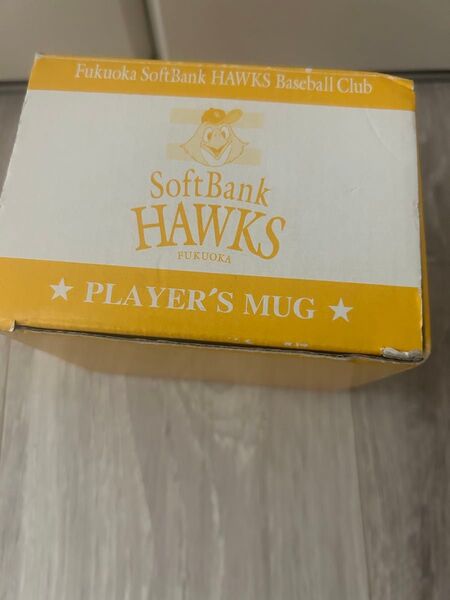 Fukuoka SoftBank HAWKS Baseball Club
SoftBank
HAWKS
FUKUOKA
★ PLAYER'S MUG ★